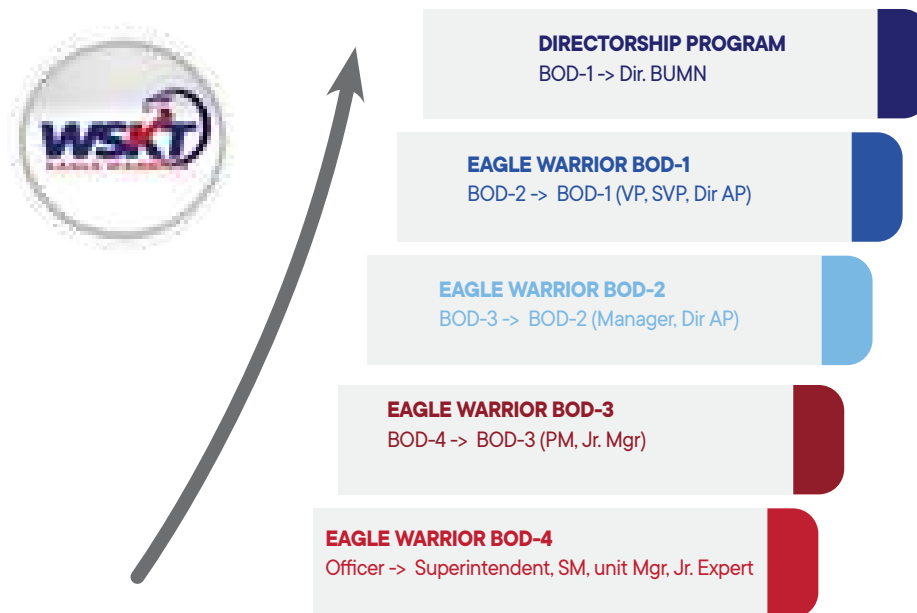 WSKT
DIRECTORSHIP PROGRAM
BOD-1 -> Dir. BUMN
EAGLE WARRIOR BOD-1
BOD-2 -> BOD-1 (VP, SVP, Dir AP)
EAGLE WARRIOR BOD-2
BOD-3 -> BOD-2 (Manager, Dir AP)
EAGLE WARRIOR BOD-3
BOD-4 -> BOD-3 (PM, Jr. Mgr)
EAGLE WARRIOR BOD-4
Officer -> Superintendent, SM, unit Mgr, Jr. Expert